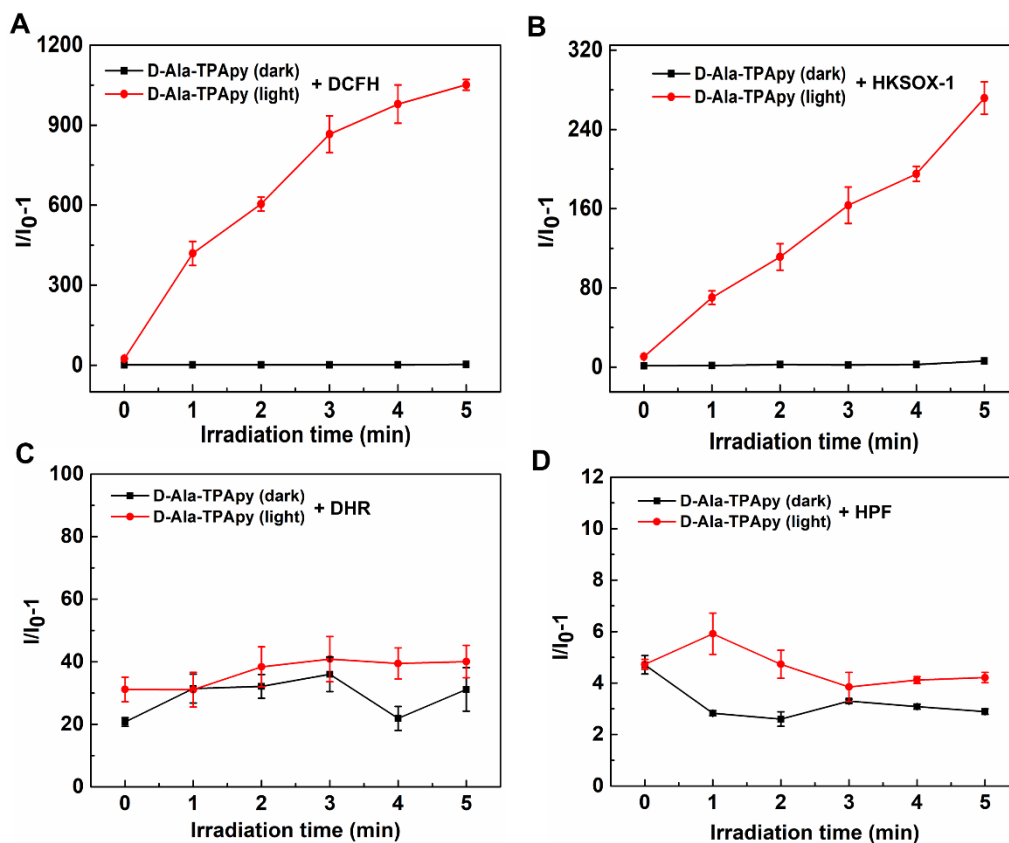 A
1200
D-Ala-TPApy (dark)
D-Ala-TPApy (light)
+ DCFH
900
600
300
0
I/I0-1
0 1 2 3 4 5
Irradiation time (min)
B
320
D-Ala-TPApy (dark)
D-Ala-TPApy (light)
+ HKSOX-1
240
160
80
0
I/I0-1
0 1 2 3 4 5
Irradiation time (min)
C
100
D-Ala-TPApy (dark)
D-Ala-TPApy (light)
+ DHR
80
60
40
20
0
I/I0-1
0 1 2 3 4 5
Irradiation time (min)
D
12
D-Ala-TPApy (dark)
D-Ala-TPApy (light)
+ HPF
10
8
6
4
2
0
I/I0-1
0 1 2 3 4 5
Irradiation time (min)